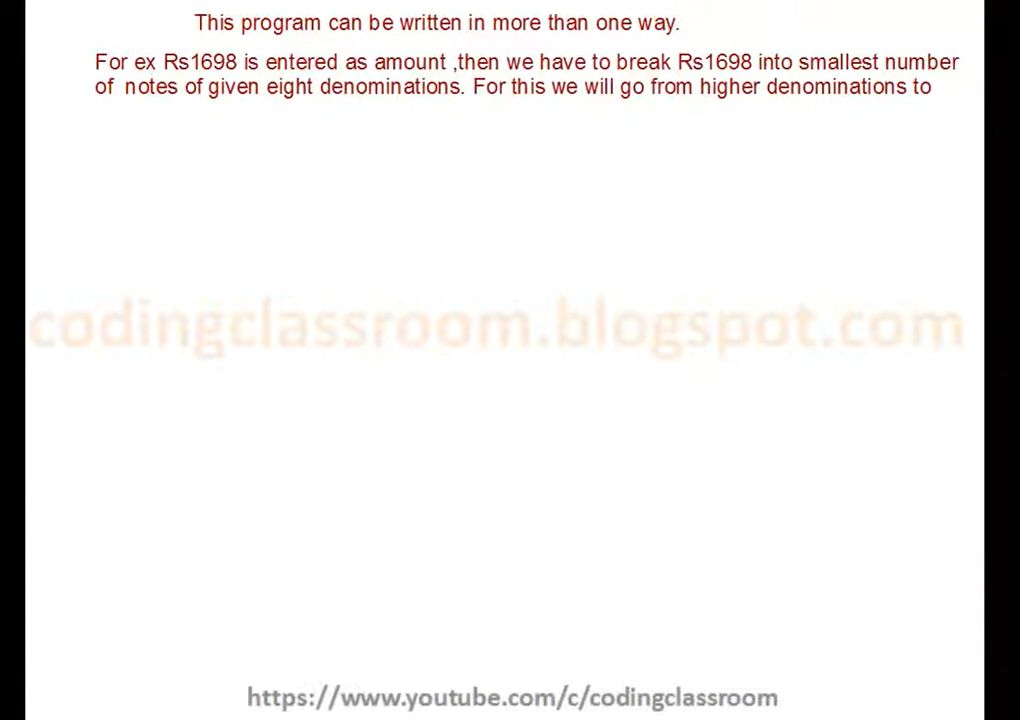 This program can be written in more than one way.
For ex Rs1698 is entered as amount ,then we have to break Rs1698 into smallest number
of notes of given eight denominations. For this we will go from higher denominations to
codingclassroom.blogspot.com
https://www.youtube.com/c/codingclassroom